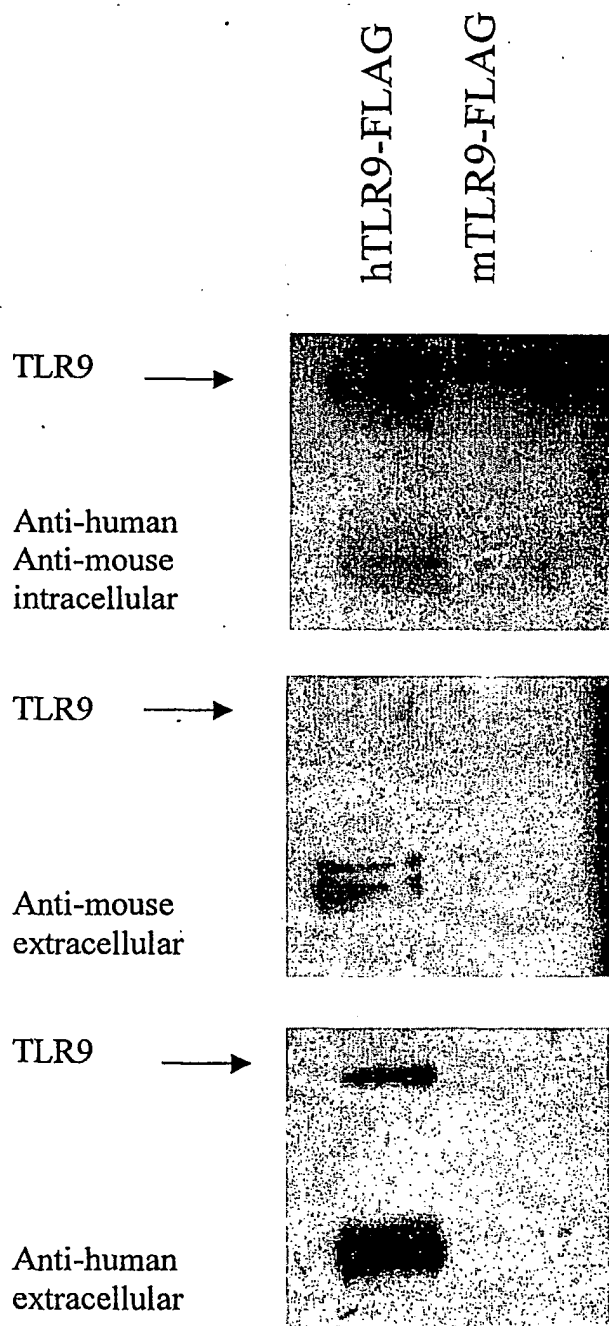 hTLR9-FLAG
mTLR9-FLAG
TLR9
Anti-human
Anti-mouse
intracellular
TLR9
Anti-mouse
extracellular
TLR9
Anti-human
extracellular